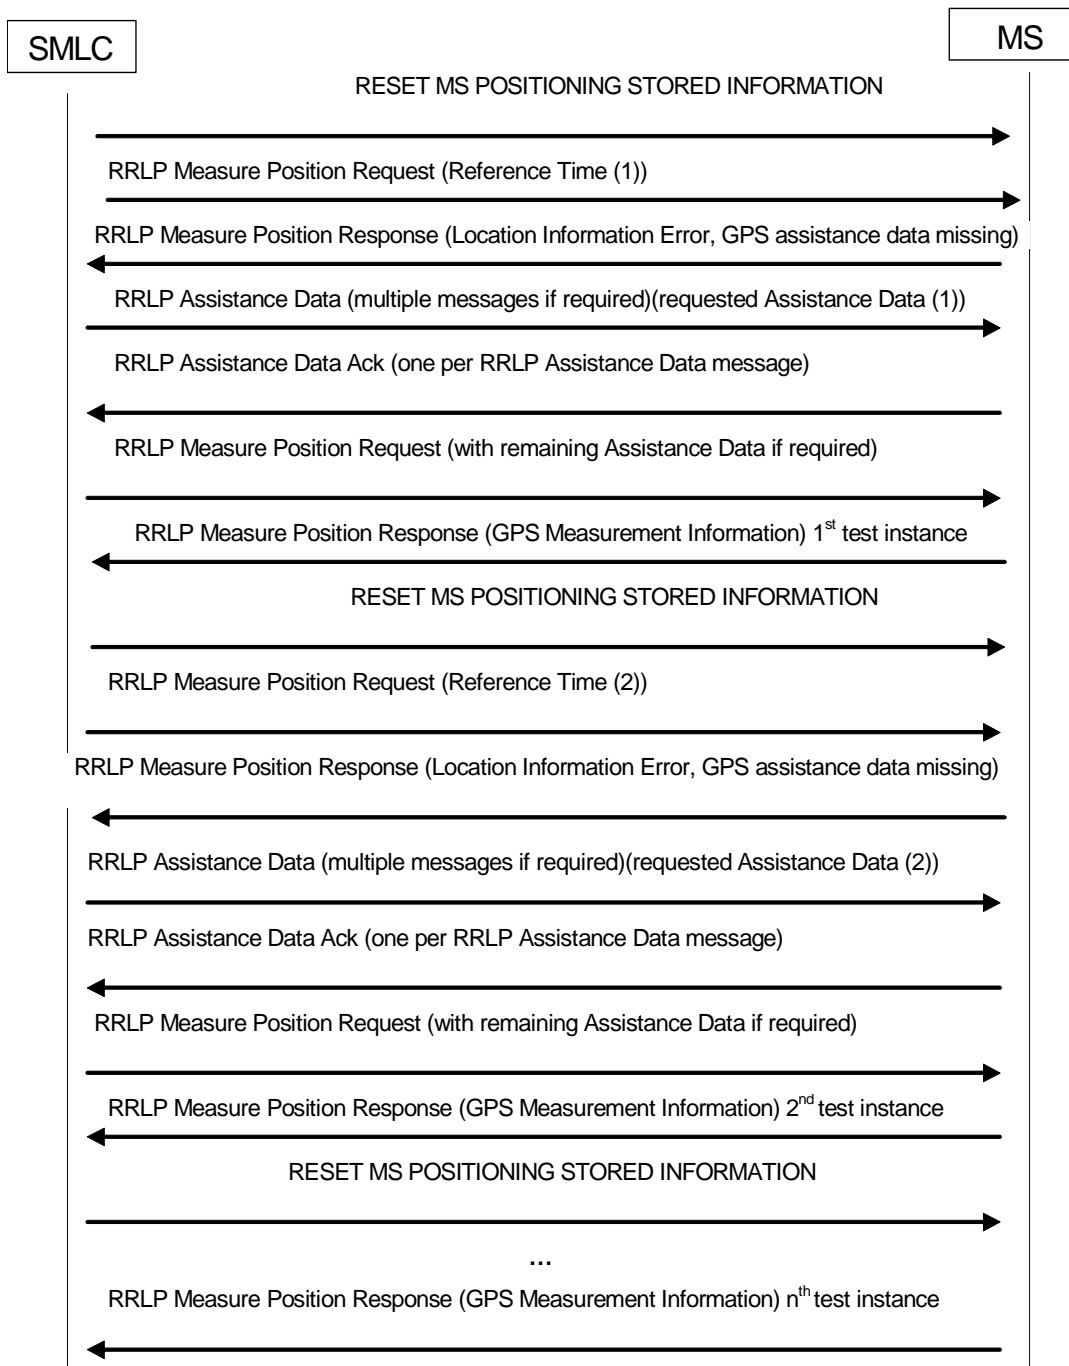 SMLC
MS
RESET MS POSITIONING STORED INFORMATION
RRLP Measure Position Request (Reference Time (1))
RRLP Measure Position Response (Location Information Error, GPS assistance data missing)
RRLP Assistance Data (multiple messages if required)(requested Assistance Data (1))
RRLP Assistance Data Ack (one per RRLP Assistance Data message)
RRLP Measure Position Request (with remaining Assistance Data if required)
RRLP Measure Position Response (GPS Measurement Information) 1st test instance
RESET MS POSITIONING STORED INFORMATION
RRLP Measure Position Request (Reference Time (2))
RRLP Measure Position Response (Location Information Error, GPS assistance data missing)
RRLP Assistance Data (multiple messages if required)(requested Assistance Data (2))
RRLP Assistance Data Ack (one per RRLP Assistance Data message)
RRLP Measure Position Request (with remaining Assistance Data if required)
RRLP Measure Position Response (GPS Measurement Information) 2nd test instance
RESET MS POSITIONING STORED INFORMATION
...
RRLP Measure Position Response (GPS Measurement Information) nth test instance